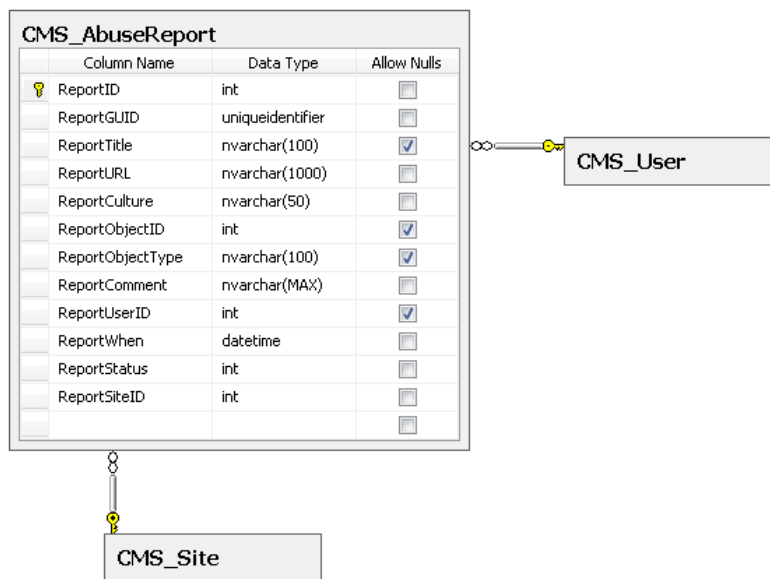 CMS_AbuseReport
Column Name Data Type Allow Nulls
ReportID int
ReportGUID uniqueidentifier
ReportTitle nvarchar(100)
ReportURL nvarchar(1000)
ReportCulture nvarchar(50)
ReportObjectID int
ReportObjectType nvarchar(100)
ReportComment nvarchar(MAX)
ReportUserID int
ReportWhen datetime
ReportStatus int
ReportSiteID int
CMS_User
CMS_Site